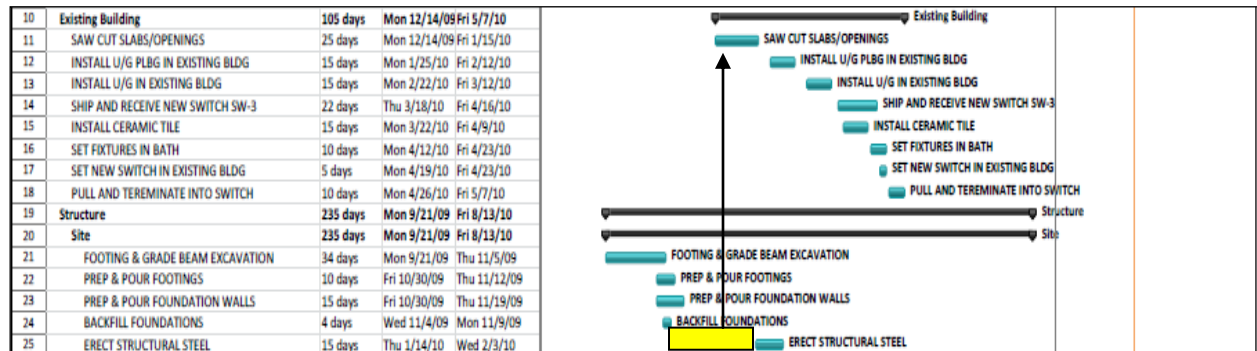 10 Existing Building 105 days Mon 12/14/09 Fri 5/7/10 Existing Building
11 SAW CUT SLABS/OPENINGS 25 days Mon 12/14/09 Fri 1/15/10 SAW CUT SLABS/OPENINGS
12 INSTALL U/G PLBG IN EXISTING BLDG 15 days Mon 1/25/10 Fri 2/12/10 INSTALL U/G PLBG IN EXISTING BLDG
13 INSTALL U/G IN EXISTING BLDG 15 days Mon 2/22/10 Fri 3/12/10 INSTALL U/G IN EXISTING BLDG
14 SHIP AND RECEIVE NEW SWITCH SW-3 22 days Thu 3/18/10 Fri 4/16/10 SHIP AND RECEIVE NEW SWITCH SW-3
15 INSTALL CERAMIC TILE 15 days Mon 3/22/10 Fri 4/9/10 INSTALL CERAMIC TILE
16 SET FIXTURES IN BATH 10 days Mon 4/12/10 Fri 4/23/10 SET FIXTURES IN BATH
17 SET NEW SWITCH IN EXISTING BLDG 5 days Mon 4/19/10 Fri 4/23/10 SET NEW SWITCH IN EXISTING BLDG
18 PULL AND TEREMINATE INTO SWITCH 10 days Mon 4/26/10 Fri 5/7/10 PULL AND TEREMINATE INTO SWITCH
19 Structure 235 days Mon 9/21/09 Fri 8/13/10 Structure
20 Site 235 days Mon 9/21/09 Fri 8/13/10 Site
21 FOOTING & GRADE BEAM EXCAVATION 34 days Mon 9/21/09 Thu 11/5/09 FOOTING & GRADE BEAM EXCAVATION
22 PREP & POUR FOOTINGS 10 days Fri 10/30/09 Thu 11/12/09 PREP & POUR FOOTINGS
23 PREP & POUR FOUNDATION WALLS 15 days Fri 10/30/09 Thu 11/19/09 PREP & POUR FOUNDATION WALLS
24 BACKFILL FOUNDATIONS 4 days Wed 11/4/09 Mon 11/9/09 BACKFILL FOUNDATIONS
25 ERECT STRUCTURAL STEEL 15 days Thu 1/14/10 Wed 2/3/10 ERECT STRUCTURAL STEEL